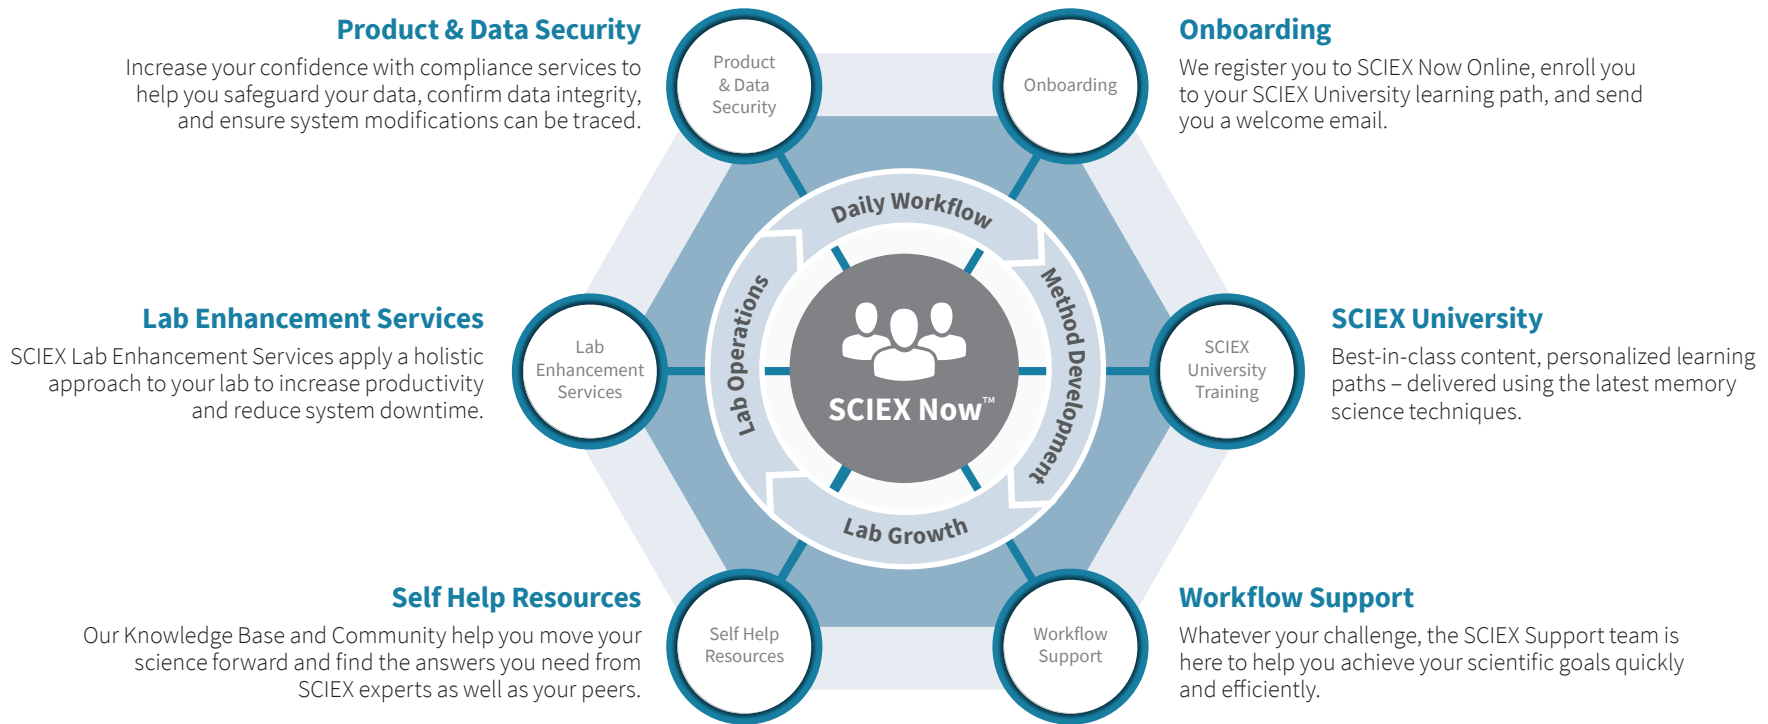 Product & Data Security
Increase your confidence with compliance services to
help you safeguard your data, confirm data integrity,
and ensure system modifications can be traced.
Product
& Data
Security
Onboarding
Onboarding
We register you to SCIEX Now Online, enroll you
to your SCIEX University learning path, and send
you a welcome email.
Daily Workflow
Method Development
Lab Growth
Lab Operations
SCIEX Now™
Lab Enhancement Services
SCIEX Lab Enhancement Services apply a holistic
approach to your lab to increase productivity
and reduce system downtime.
Lab
Enhancement
Services
SCIEX
University
Training
SCIEX University
Best-in-class content, personalized learning
paths – delivered using the latest memory
science techniques.
Self Help Resources
Our Knowledge Base and Community help you move your
science forward and find the answers you need from
SCIEX experts as well as your peers.
Self Help
Resources
Workflow
Support
Workflow Support
Whatever your challenge, the SCIEX Support team is
here to help you achieve your scientific goals quickly
and efficiently.